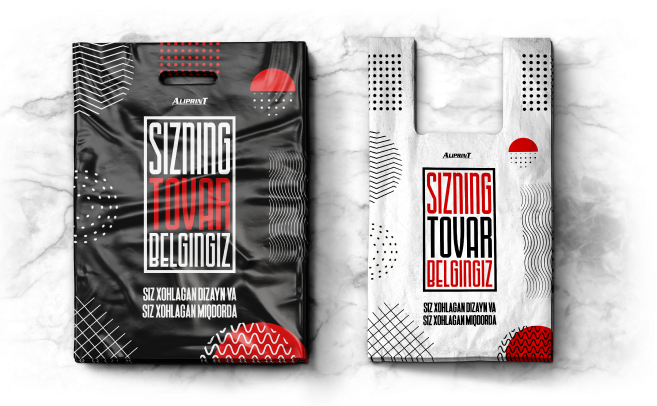 ALIPRINT
SIZNING
TOVAR
BELGINGIZ
SIZ XOHLAGAN DIZAYN VA
SIZ XOHLAGAN MIQDORDA
ALIPRINT
SIZNING
TOVAR
BELGINGIZ
SIZ XOHLAGAN DIZAYN VA
SIZ XOHLAGAN MIQDORDA